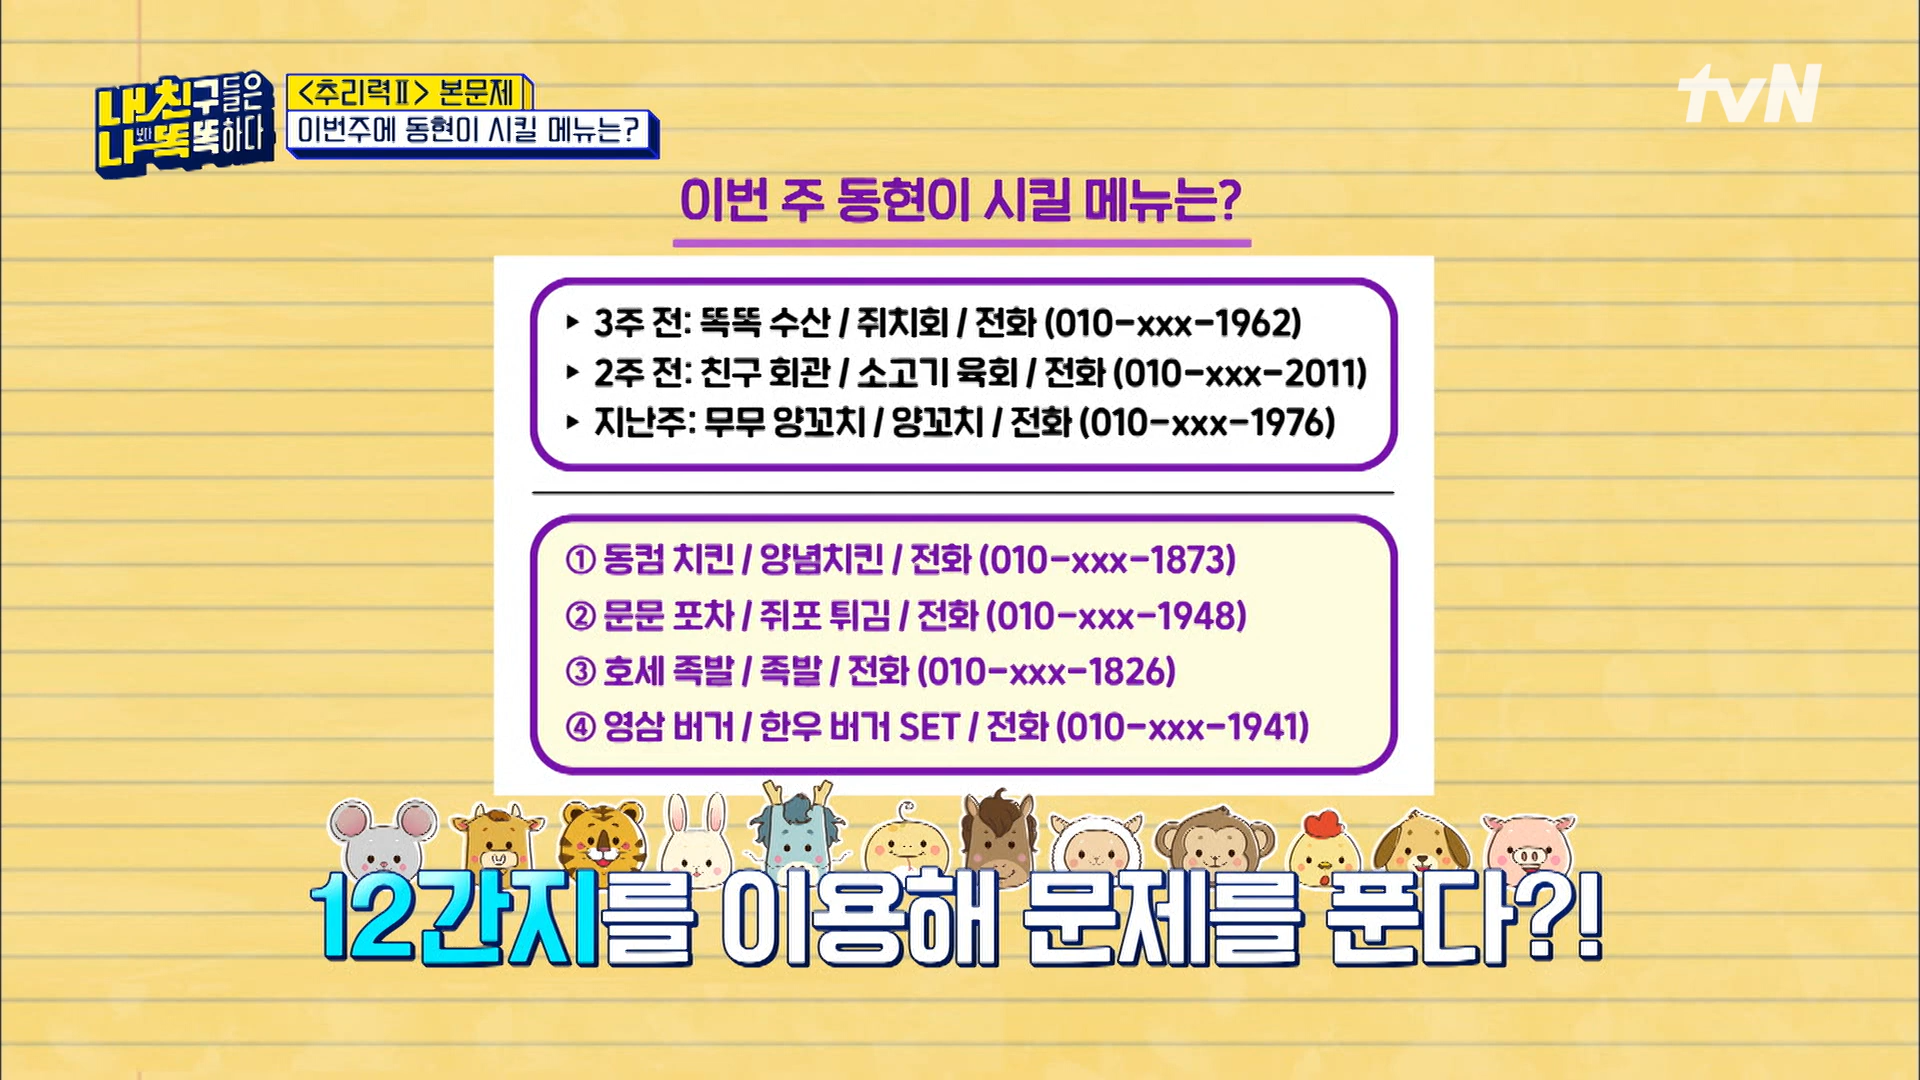 내 친구들은
나보다 똑똑하다
<추리력Ⅱ> 본문제
이번주에 동현이 시킬 메뉴는?
tvN
이번 주 동현이 시킬 메뉴는?
▸ 3주 전: 똑똑 수산 / 쥐치회 / 전화 (010-xxx-1962)
▸ 2주 전: 친구 회관 / 소고기 육회 / 전화 (010-xxx-2011)
▸ 지난주: 무무 양꼬치 / 양꼬치 / 전화 (010-xxx-1976)
① 동컴 치킨 / 양념치킨 / 전화 (010-xxx-1873)
② 문문 포차 / 쥐포 튀김 / 전화 (010-xxx-1948)
③ 호세 족발 / 족발 / 전화 (010-xxx-1826)
④ 영삼 버거 / 한우 버거 SET / 전화 (010-xxx-1941)
12간지를 이용해 문제를 푼다?!